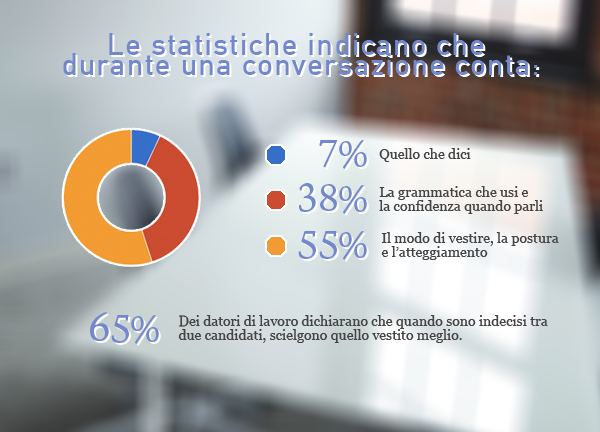 Le statistiche indicano che
durante una conversazione conta:
7% Quello che dici
38% La grammatica che usi e
la confidenza quando parli
55% Il modo di vestire, la postura
e l'atteggiamento
65% Dei datori di lavoro dichiarano che quando sono indecisi tra
due candidati, scielgono quello vestito meglio.